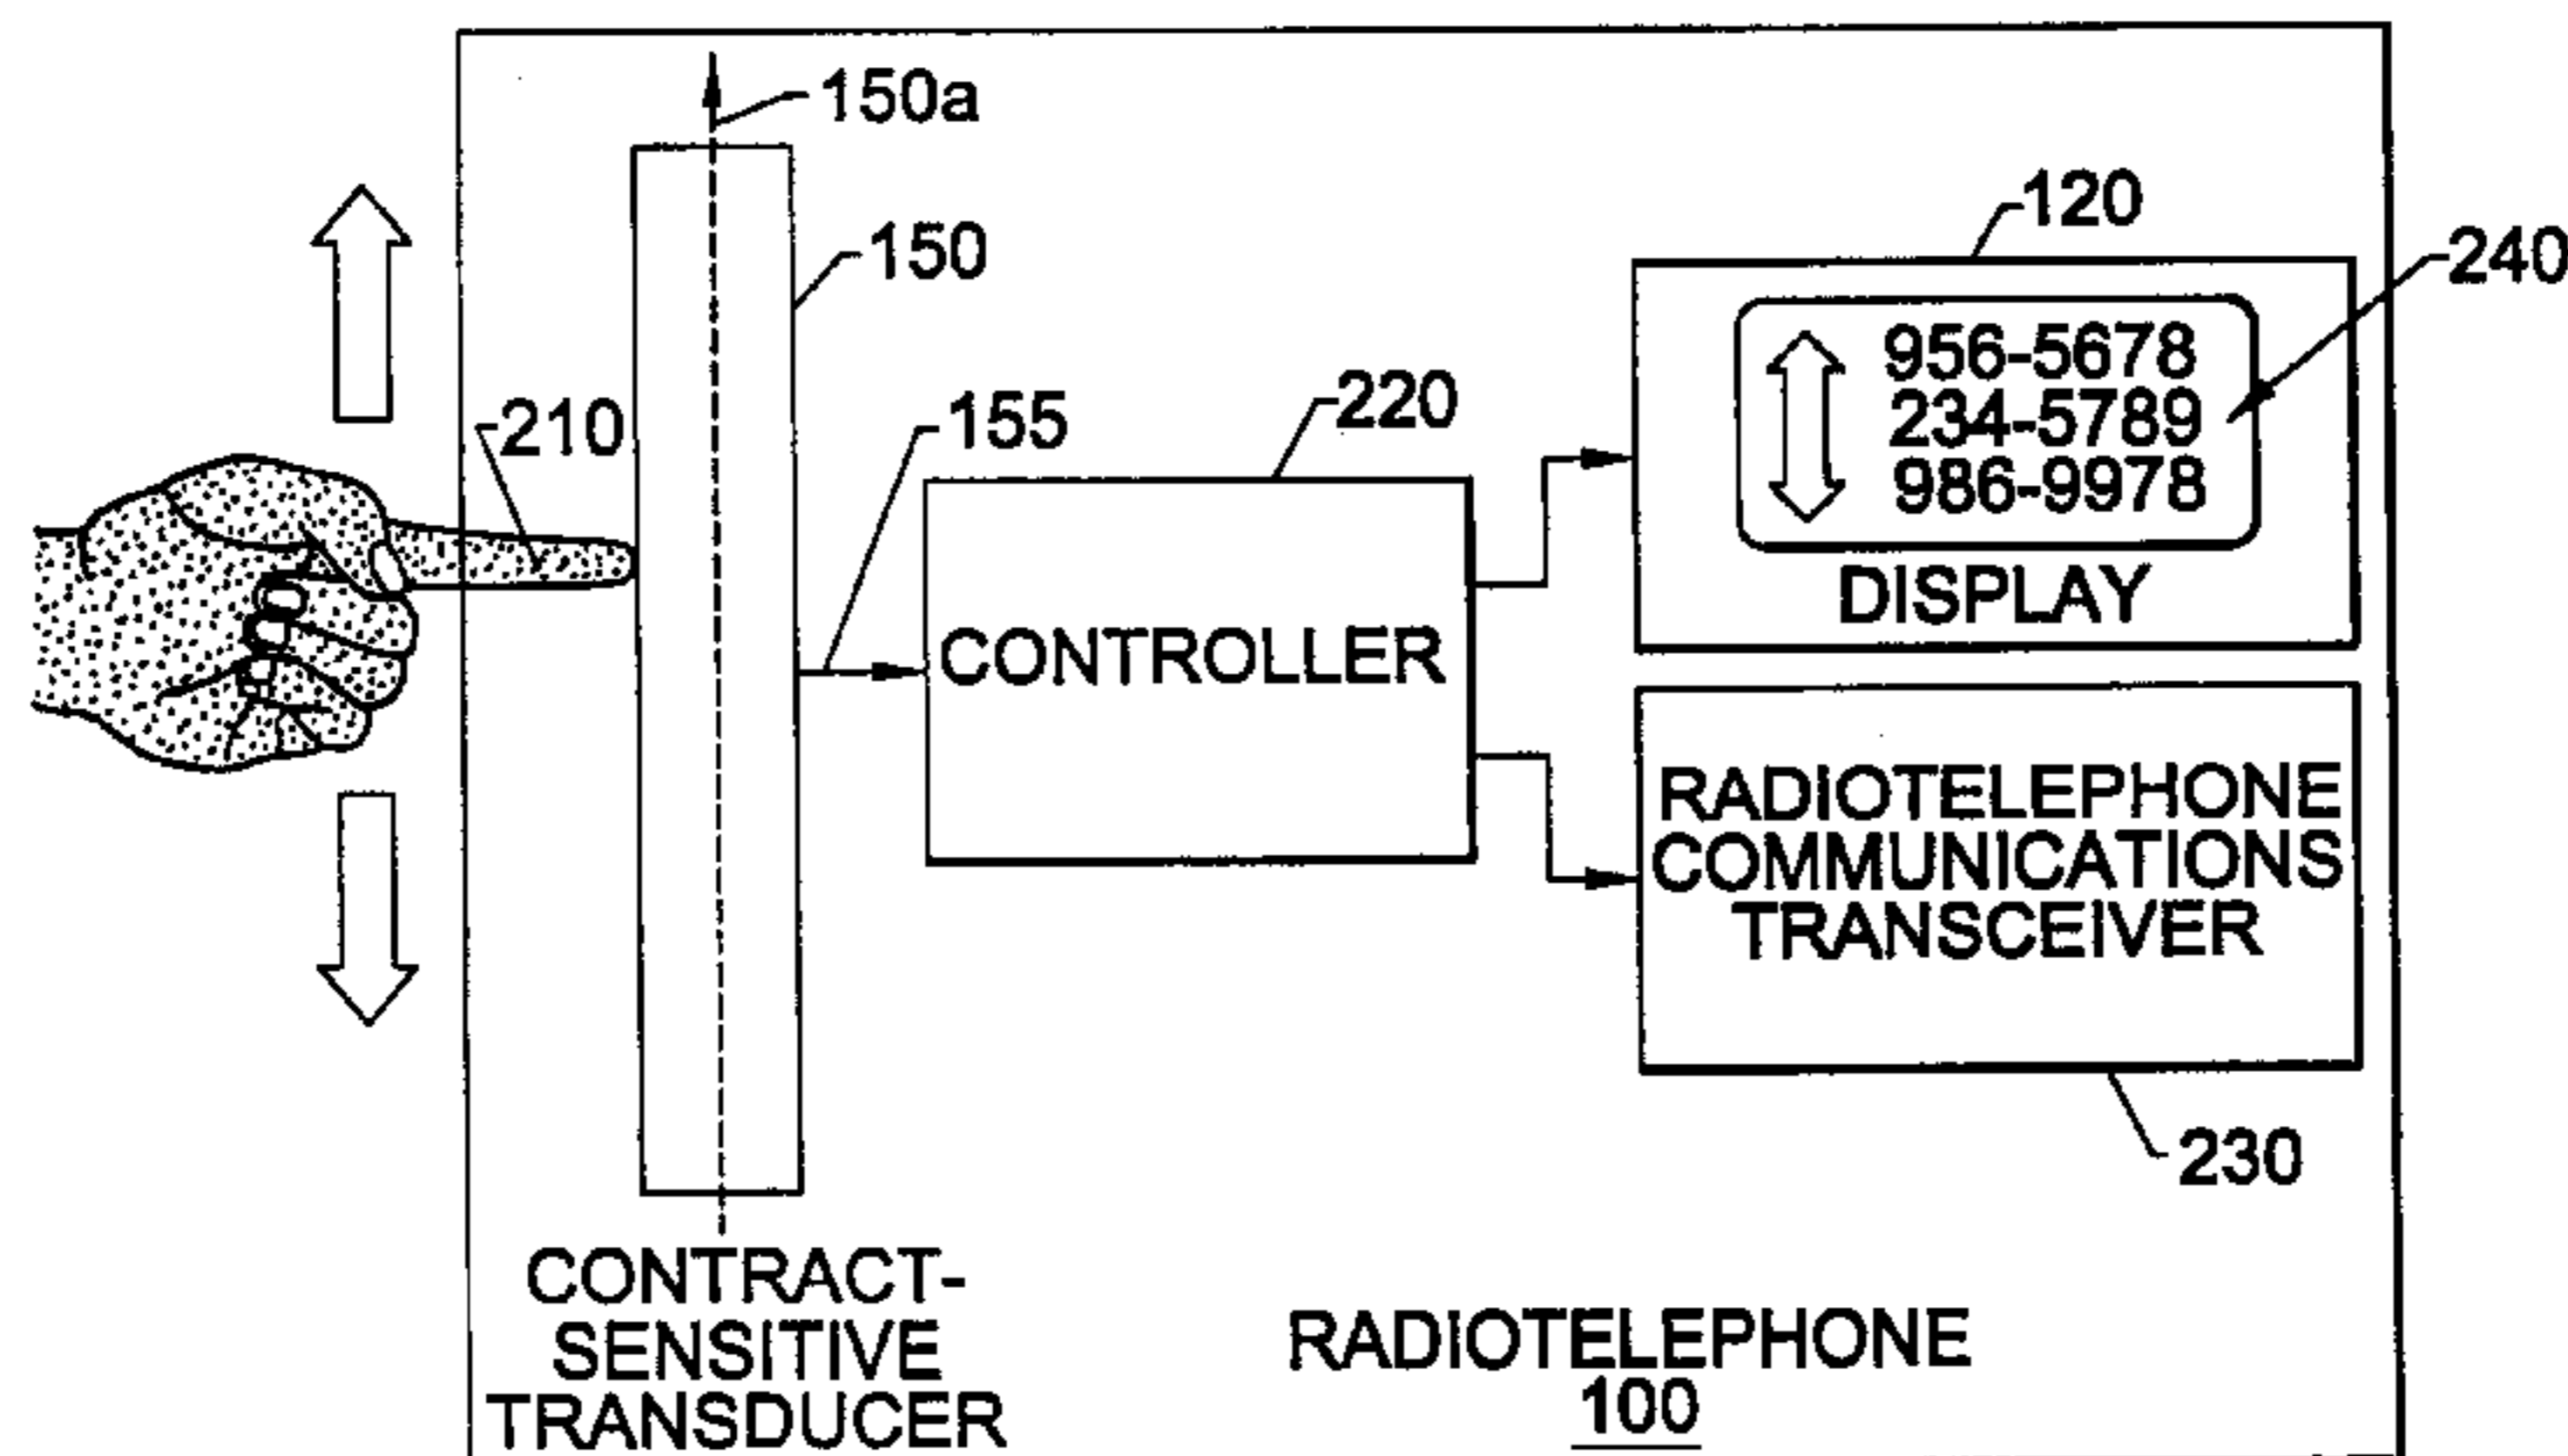 150a
150
120
240
956-5678
234-5789
986-9978
DISPLAY
210
155
220
CONTROLLER
RADIOTELEPHONE
COMMUNICATIONS
TRANSCEIVER
230
CONTRACT-
SENSITIVE
TRANSDUCER
RADIOTELEPHONE
100